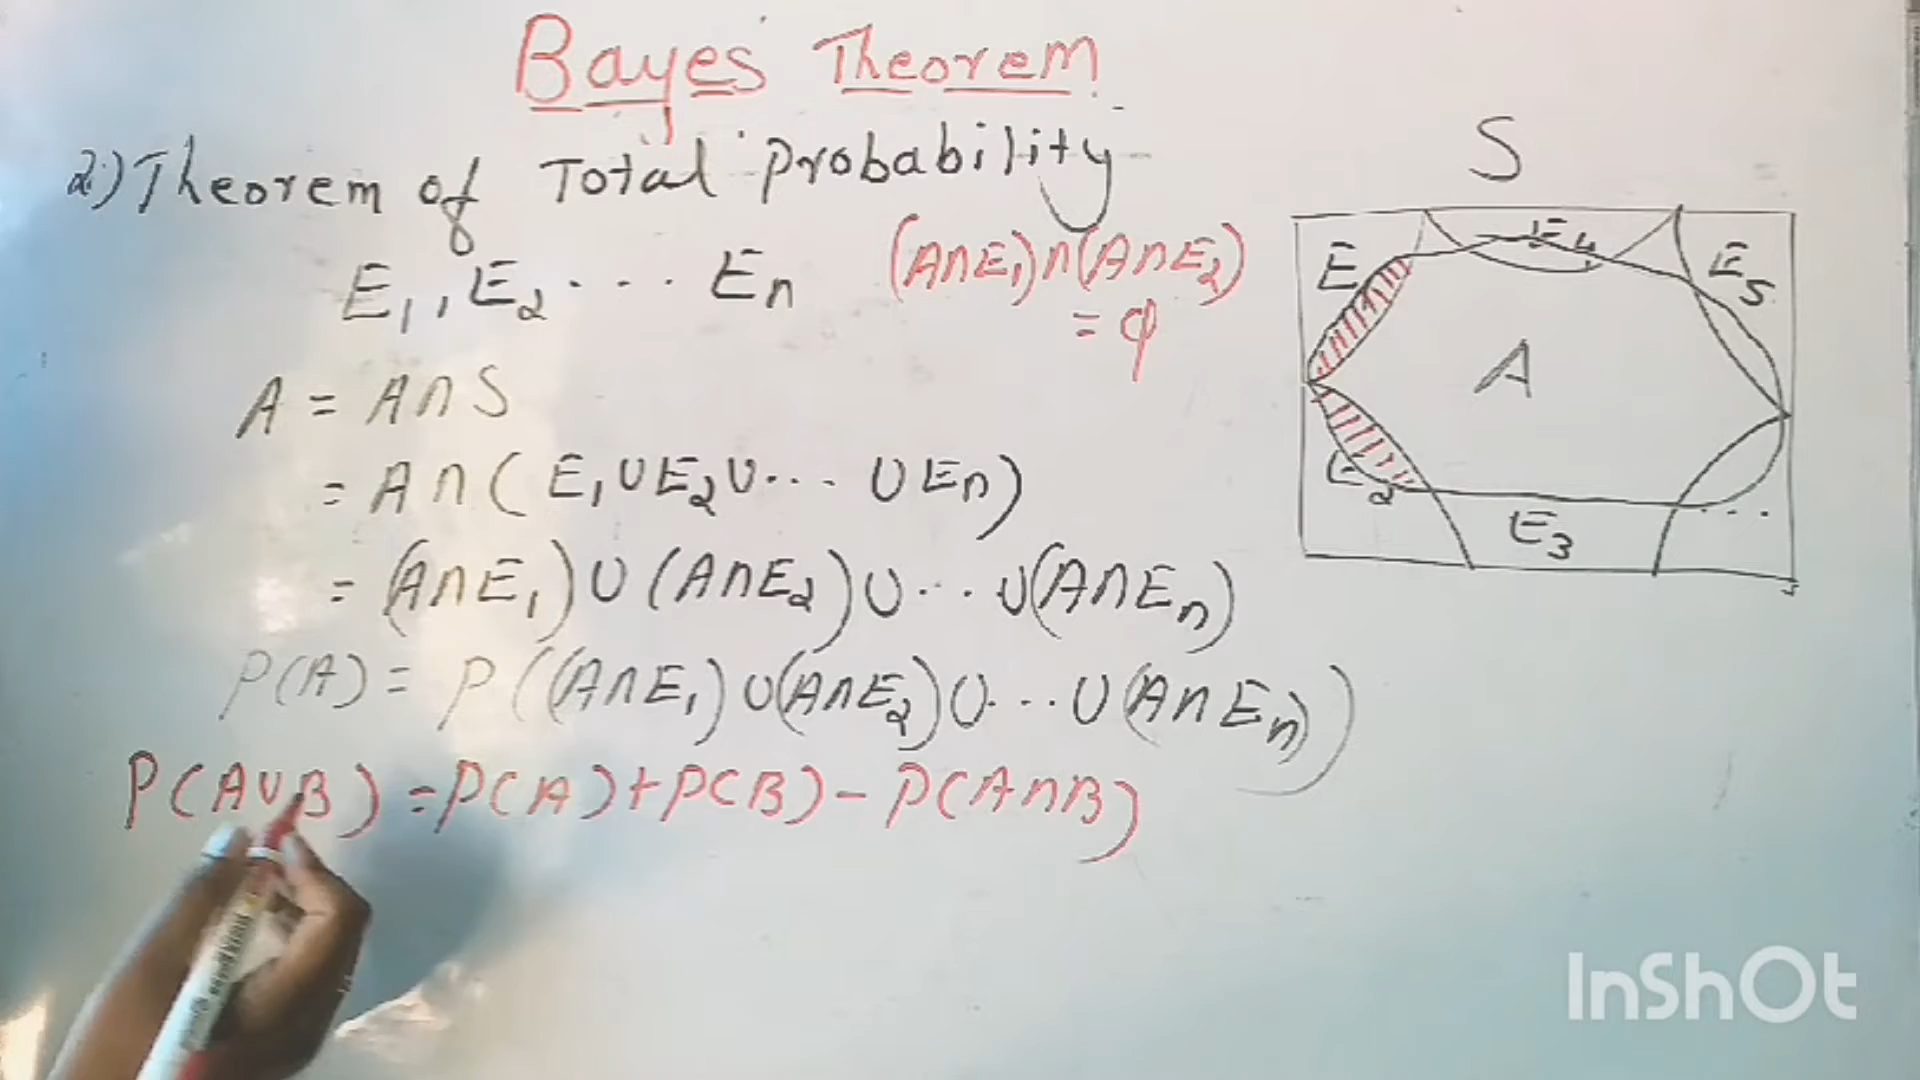 Bayes Theorem
2) Theorem of Total Probability
E1, E2 ... En
(A∩E1)∩(A∩E2)
= φ
A = A∩S
= A∩(E1∪E2∪... ∪En)
= (A∩E1)∪(A∩E2)∪...∪(A∩En)
P(A) = P((A∩E1)∪(A∩E2)∪...∪(A∩En))
P(A∪B) = P(A)+P(B)-P(A∩B)
S
E1
E4
E5
A
E2
E3
...
InShOt